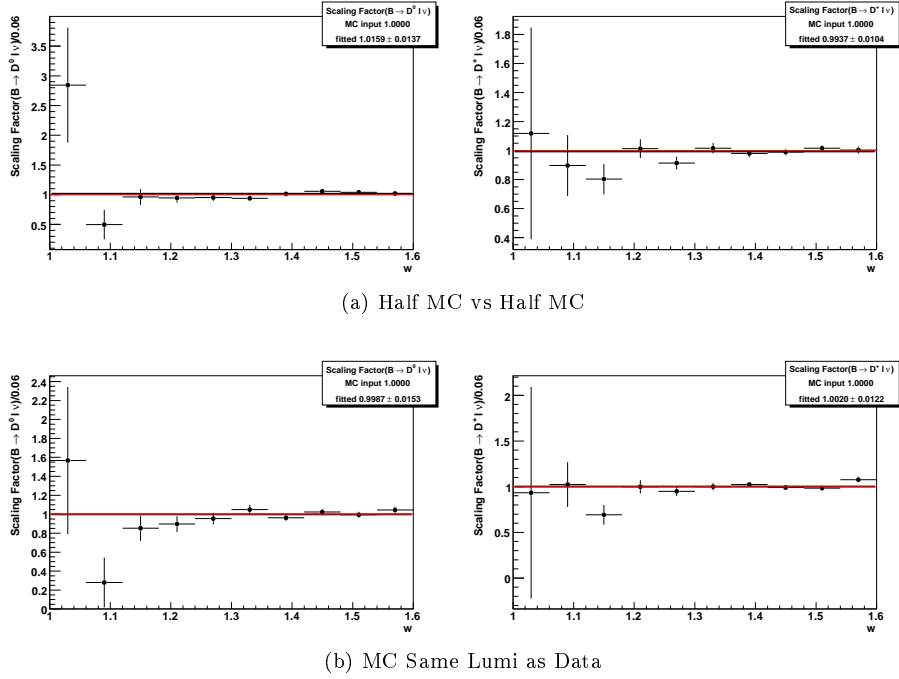 Scaling Factor(B→ D⁰ l ν)
MC input 1.0000
fitted 1.0159 ± 0.0137
Scaling Factor(B→ D⁰ l ν)/0.06
3.5
3
2.5
2
1.5
1
0.5
1 1.1 1.2 1.3 1.4 1.5 1.6
w
Scaling Factor(B→ D⁺ l ν)
MC input 1.0000
fitted 0.9937 ± 0.0104
Scaling Factor(B→ D⁺ l ν)/0.06
1.8
1.6
1.4
1.2
1
0.8
0.6
0.4
1 1.1 1.2 1.3 1.4 1.5 1.6
w
(a) Half MC vs Half MC
Scaling Factor(B→ D⁰ l ν)
MC input 1.0000
fitted 0.9987 ± 0.0153
Scaling Factor(B→ D⁰ l ν)/0.06
2.4
2.2
2
1.8
1.6
1.4
1.2
1
0.8
0.6
0.4
0.2
0
1 1.1 1.2 1.3 1.4 1.5 1.6
w
Scaling Factor(B→ D⁺ l ν)
MC input 1.0000
fitted 1.0020 ± 0.0122
Scaling Factor(B→ D⁺ l ν)/0.06
2
1.5
1
0.5
0
1 1.1 1.2 1.3 1.4 1.5 1.6
w
(b) MC Same Lumi as Data